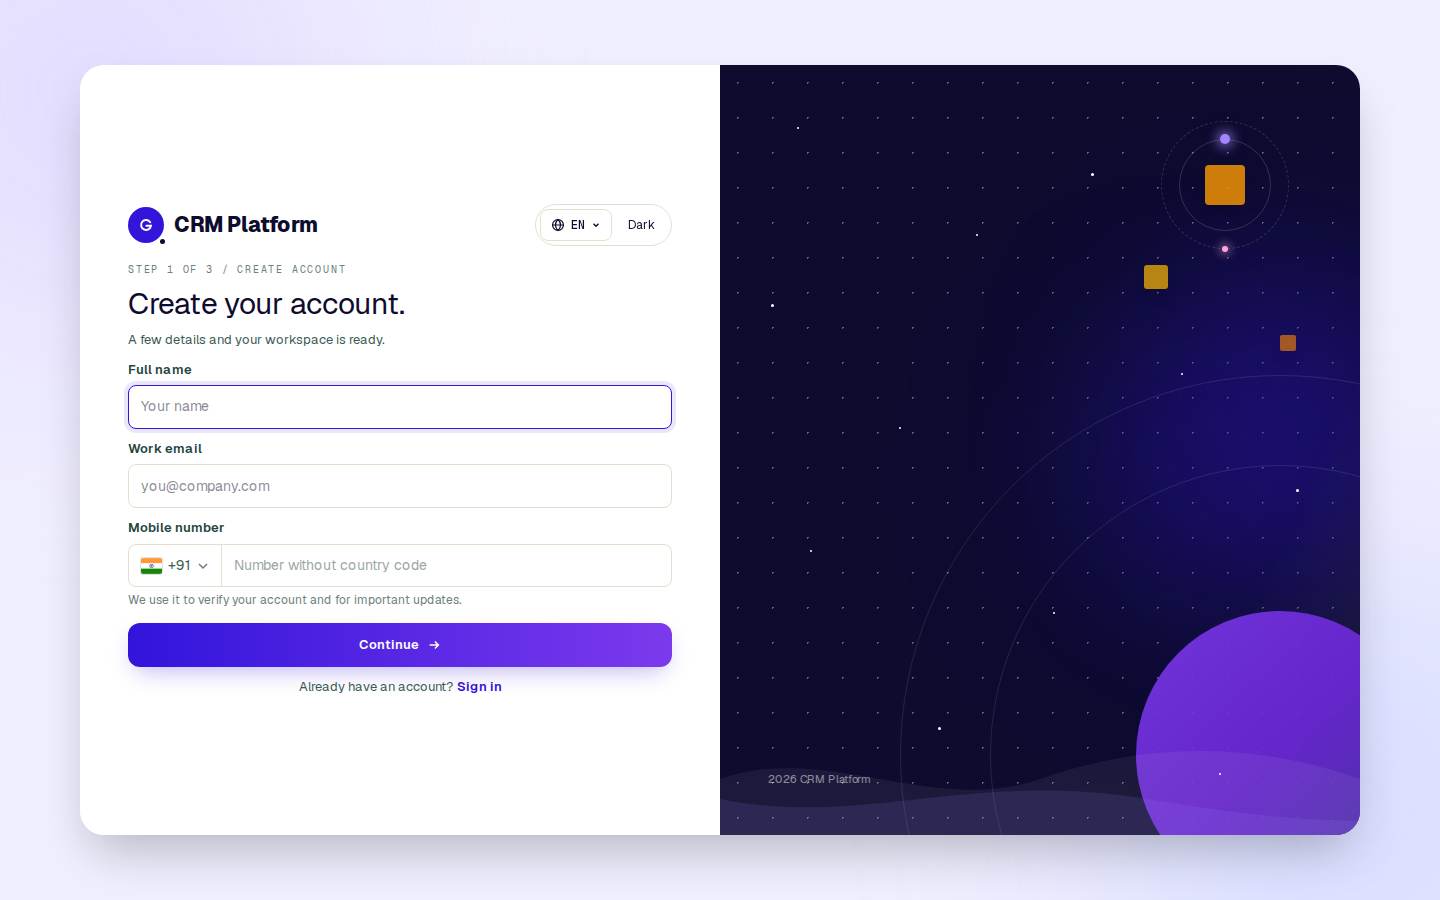 G CRM Platform
EN Dark
STEP 1 OF 3 / CREATE ACCOUNT
Create your account.
A few details and your workspace is ready.
Full name
Your name
Work email
you@company.com
Mobile number
+91 Number without country code
We use it to verify your account and for important updates.
Continue →
Already have an account? Sign in
2026 CRM Platform